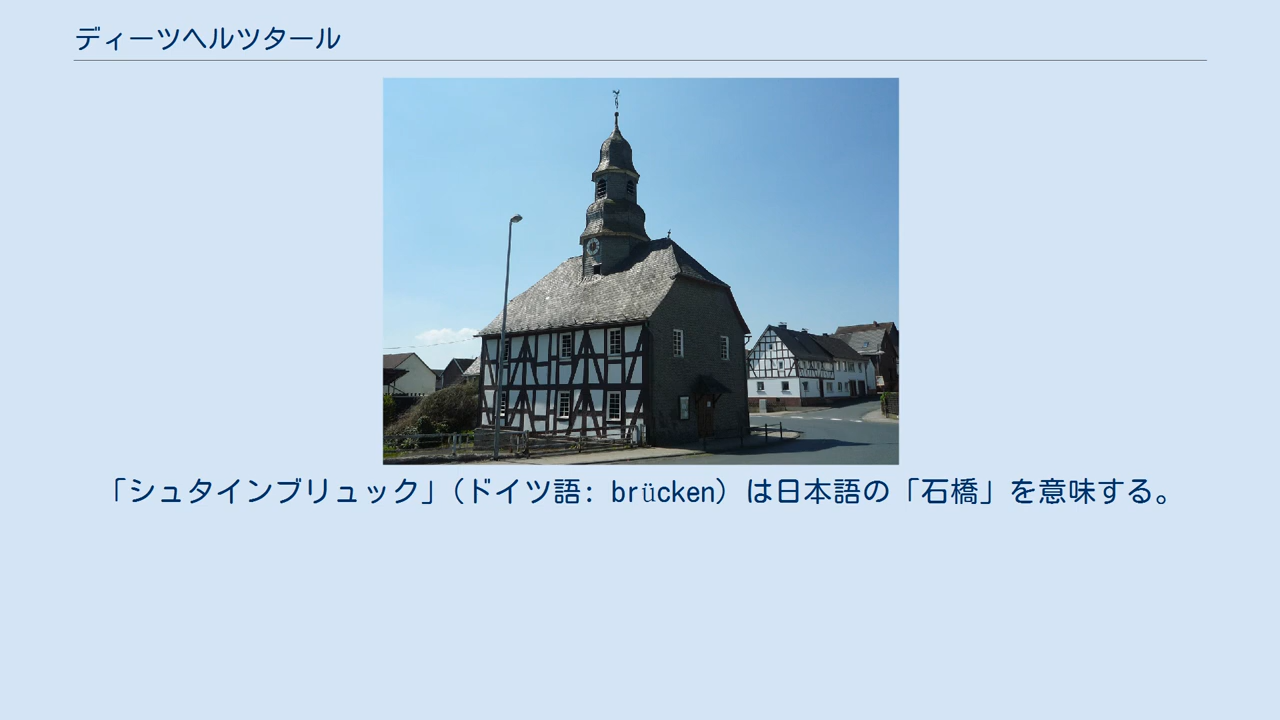 ディーツヘルツタール
「シュタインブリュック」（ドイツ語: brücken）は日本語の「石橋」を意味する。